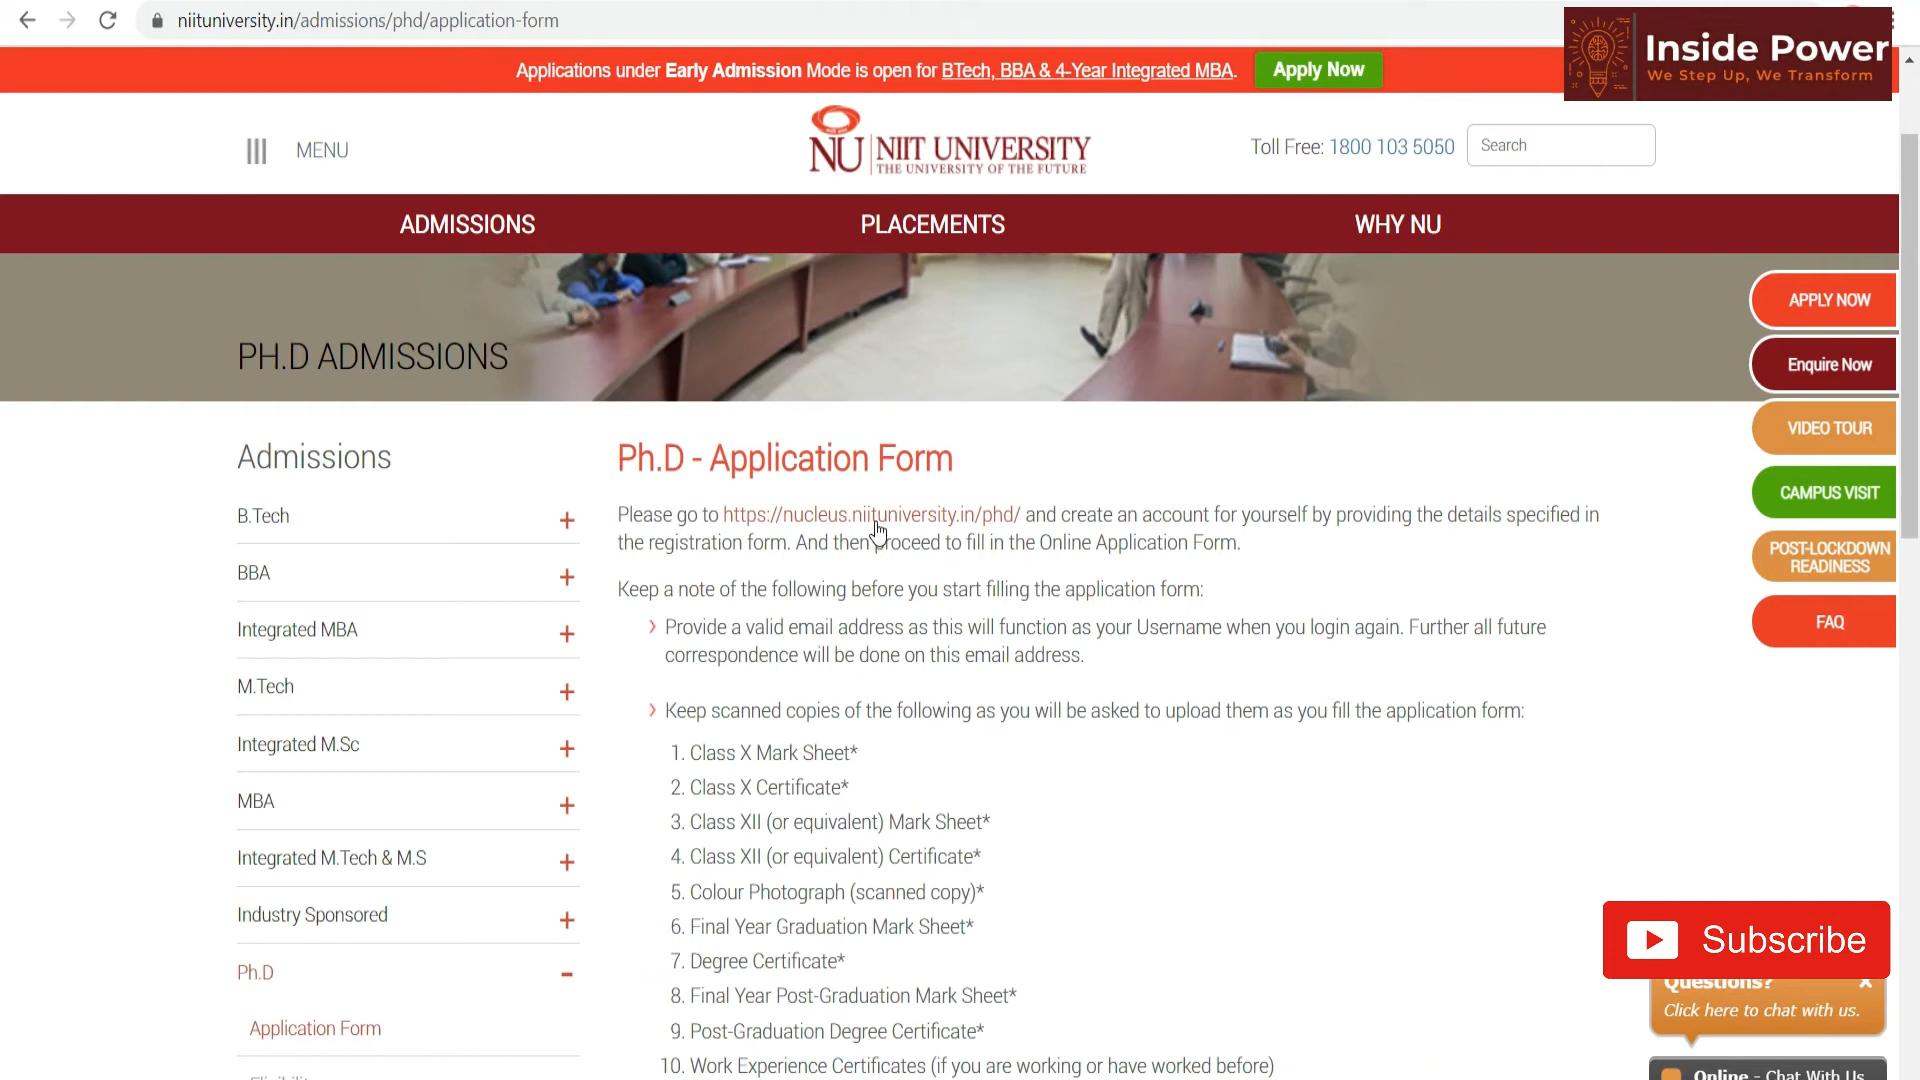 niituniversity.in/admissions/phd/application-form
Inside Power
We Step Up, We Transform
Applications under Early Admission Mode is open for BTech, BBA & 4-Year Integrated MBA.
Apply Now
MENU
NU NIIT UNIVERSITY
THE UNIVERSITY OF THE FUTURE
Toll Free: 1800 103 5050
Search
ADMISSIONS
PLACEMENTS
WHY NU
PH.D ADMISSIONS
APPLY NOW
Enquire Now
VIDEO TOUR
CAMPUS VISIT
POST-LOCKDOWN
READINESS
FAQ
Admissions
B.Tech
BBA
Integrated MBA
M.Tech
Integrated M.Sc
MBA
Integrated M.Tech & M.S
Industry Sponsored
Ph.D
Application Form
Ph.D - Application Form
Please go to https://nucleus.niituniversity.in/phd/ and create an account for yourself by providing the details specified in
the registration form. And then proceed to fill in the Online Application Form.
Keep a note of the following before you start filling the application form:
Provide a valid email address as this will function as your Username when you login again. Further all future
correspondence will be done on this email address.
Keep scanned copies of the following as you will be asked to upload them as you fill the application form:
1. Class X Mark Sheet*
2. Class X Certificate*
3. Class XII (or equivalent) Mark Sheet*
4. Class XII (or equivalent) Certificate*
5. Colour Photograph (scanned copy)*
6. Final Year Graduation Mark Sheet*
7. Degree Certificate*
8. Final Year Post-Graduation Mark Sheet*
9. Post-Graduation Degree Certificate*
10. Work Experience Certificates (if you are working or have worked before)
Subscribe
Questions?
Click here to chat with us.
Online - Chat With Us